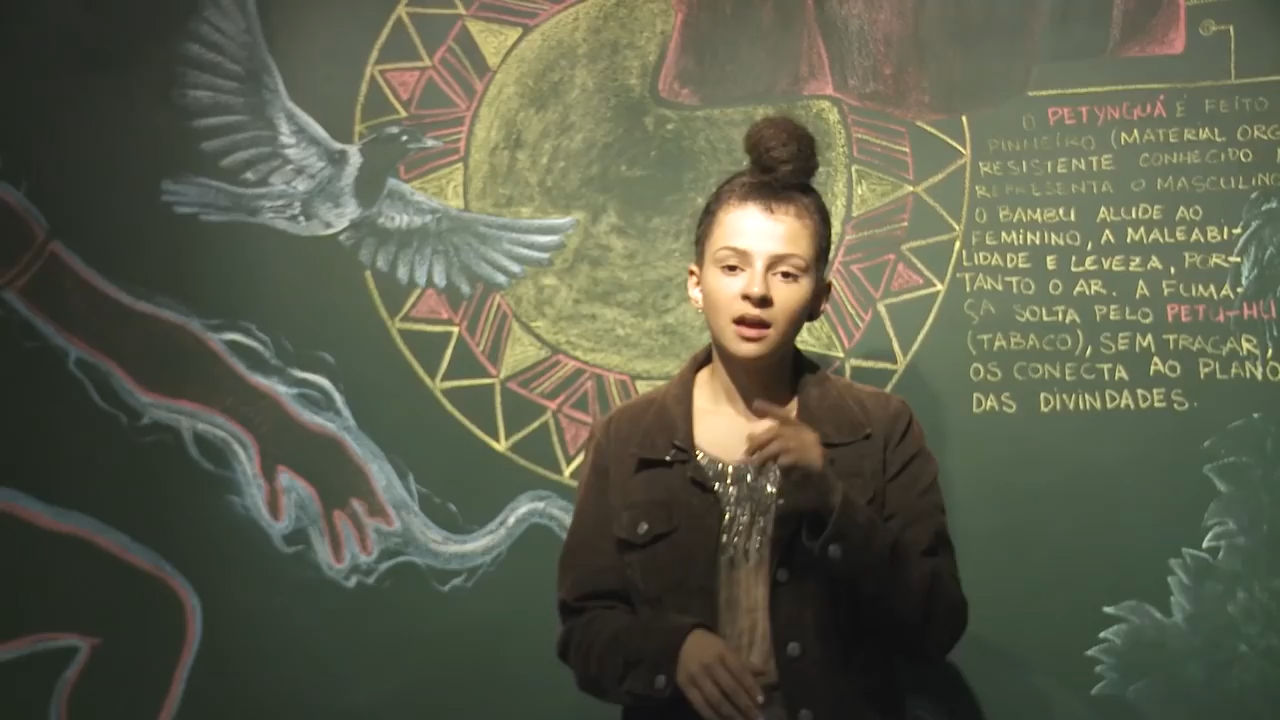 O PETYNGUÁ É FEITO
PINHEIRO (MATERIAL ORG
RESISTENTE CONHECIDO
REPRESENTA O MASCULINO
O BAMBU ALUDE AO
FEMININO, A MALEABI-
LIDADE E LEVEZA, POR-
TANTO O AR. A FUMA-
ÇA SOLTA PELO PETY-HU
(TABACO), SEM TRAGAR,
OS CONECTA AO PLANO
DAS DIVINDADES.